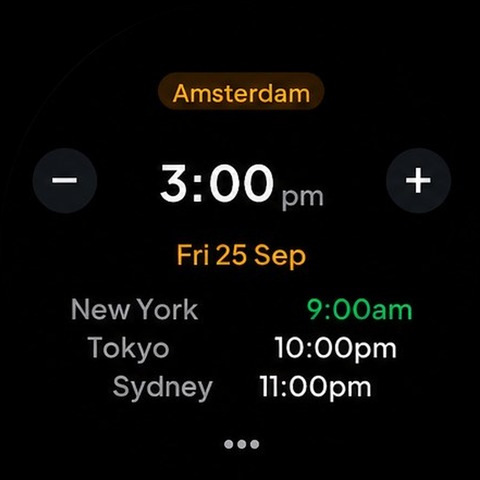 Amsterdam
− 3:00 pm +
Fri 25 Sep
New York 9:00am
Tokyo 10:00pm
Sydney 11:00pm